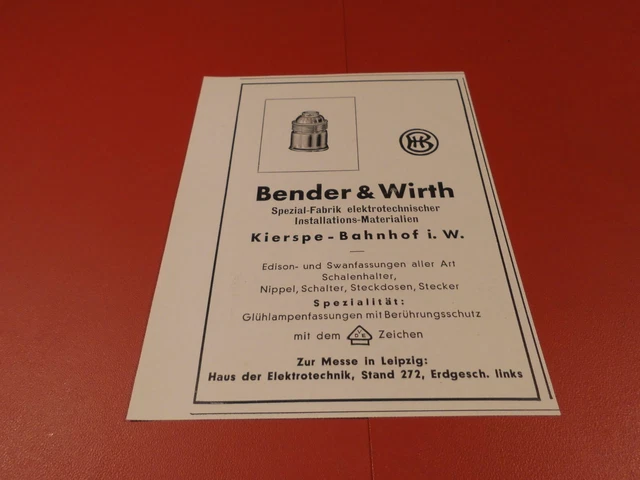 Bender & Wirth
Spezial-Fabrik elektrotechnischer
Installations-Materialien
Kierspe-Bahnhof i. W.
Edison- und Swanfassungen aller Art
Schalenhalter,
Nippel, Schalter, Steckdosen, Stecker
Spezialität:
Glühlampenfassungen mit Berührungsschutz
mit dem VDE Zeichen
Zur Messe in Leipzig:
Haus der Elektrotechnik, Stand 272, Erdgesch. links